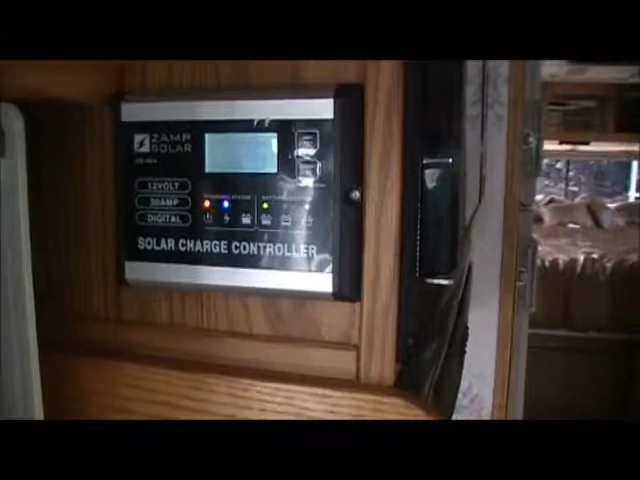 ZAMP
SOLAR
12VOLT
30AMP
DIGITAL
SOLAR CHARGE CONTROLLER